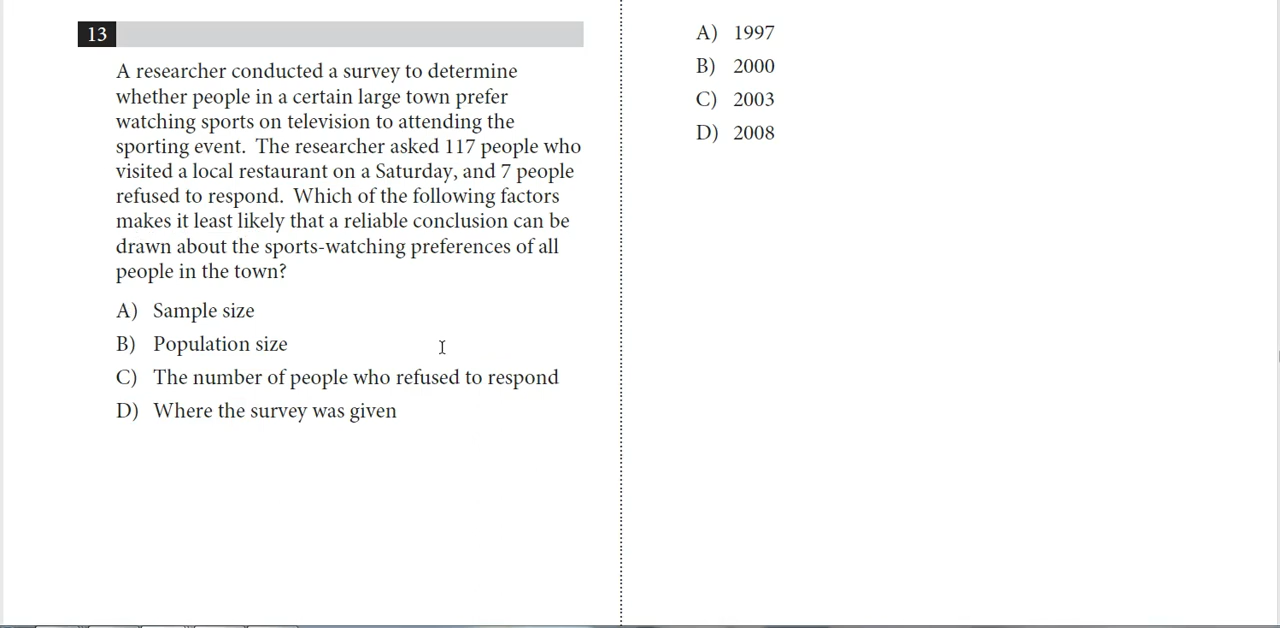 13
A researcher conducted a survey to determine
whether people in a certain large town prefer
watching sports on television to attending the
sporting event. The researcher asked 117 people who
visited a local restaurant on a Saturday, and 7 people
refused to respond. Which of the following factors
makes it least likely that a reliable conclusion can be
drawn about the sports-watching preferences of all
people in the town?
A) Sample size
B) Population size
C) The number of people who refused to respond
D) Where the survey was given
A) 1997
B) 2000
C) 2003
D) 2008